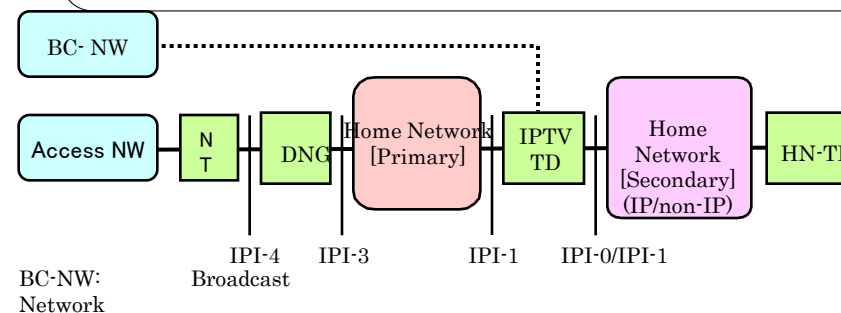 BC- NW
Access NW
N
T
DNG
Home Network
[Primary]
IPTV
TD
Home
Network
[Secondary]
(IP/non-IP)
IPI-4
IPI-3
IPI-1
IPI-0/IPI-1
BC-NW:
Broadcast
Network